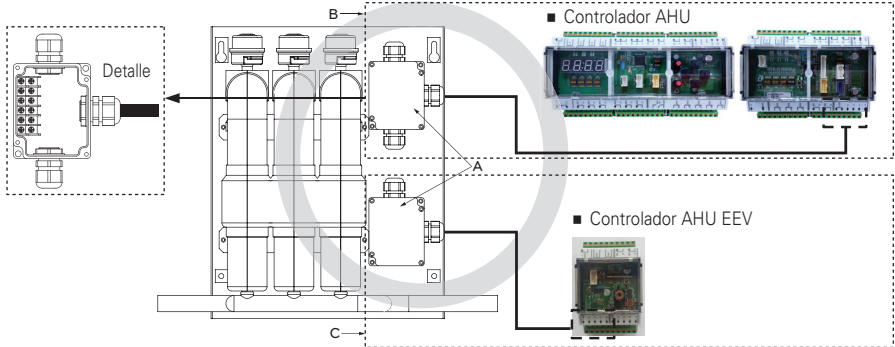 B
■ Controlador AHU
Detalle
A
■ Controlador AHU EEV
C